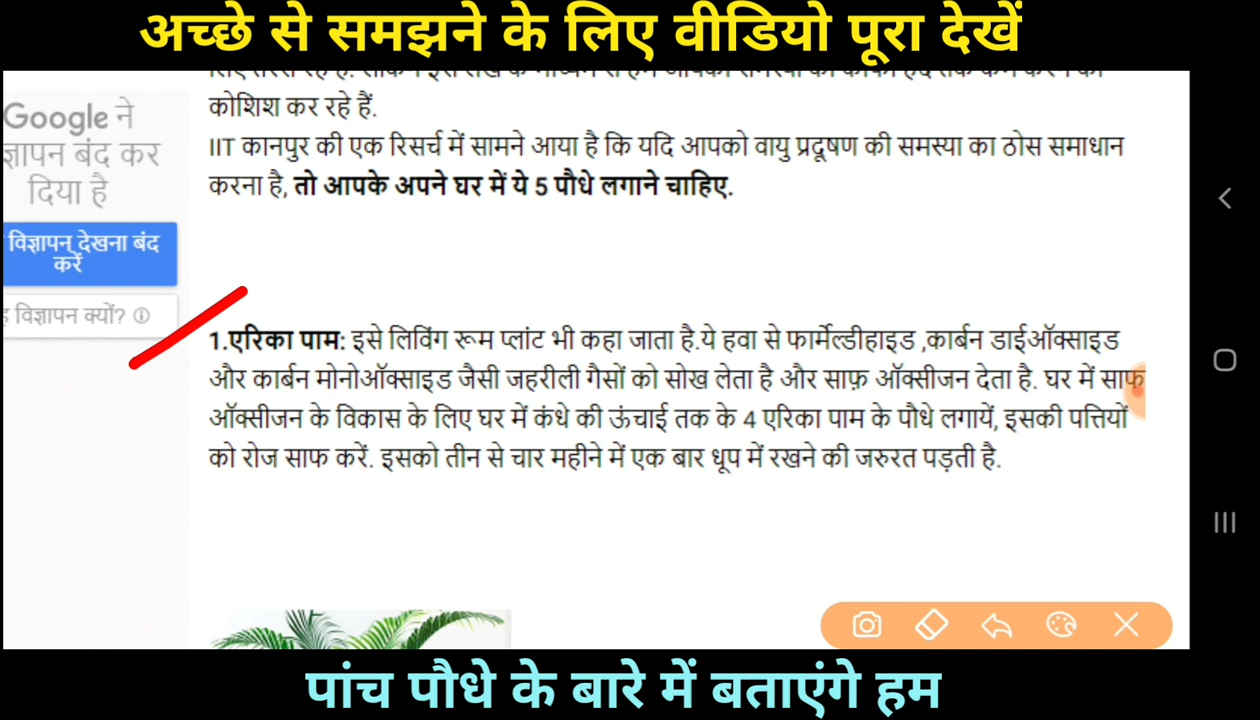 अच्छे से समझने के लिए वीडियो पूरा देखें
कोशिश कर रहे हैं.
IIT कानपुर की एक रिसर्च में सामने आया है कि यदि आपको वायु प्रदूषण की समस्या का ठोस समाधान
करना है, तो आपके अपने घर में ये 5 पौधे लगाने चाहिए.
Google ने
ज्ञापन बंद कर
दिया है
विज्ञापन देखना बंद
करें
विज्ञापन क्यों?
1.एरिका पाम: इसे लिविंग रूम प्लांट भी कहा जाता है.ये हवा से फार्मेल्डीहाइड ,कार्बन डाईऑक्साइड
और कार्बन मोनोऑक्साइड जैसी जहरीली गैसों को सोख लेता है और साफ़ ऑक्सीजन देता है. घर में साफ
ऑक्सीजन के विकास के लिए घर में कंधे की ऊंचाई तक के 4 एरिका पाम के पौधे लगायें, इसकी पत्तियों
को रोज साफ करें. इसको तीन से चार महीने में एक बार धूप में रखने की जरुरत पड़ती है.
पांच पौधे के बारे में बताएंगे हम